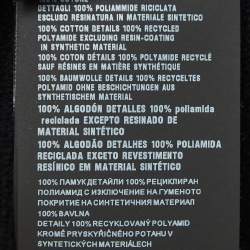 DETTAGLI 100% POLIAMMIDE RICICLATA
ESCLUSO RESINATURA IN MATERIALE SINTETICO
100% COTTON DETAILS 100% RECYCLED
POLYAMIDE EXCLUDING RESIN-COATING
IN SYNTHETIC MATERIAL
100% COTON DÉTAILS 100% POLYAMIDE RECYCLÉ
SAUF RÉSINES EN MATIÈRE SYNTHÉTIQUE
100% BAUMWOLLE DETAILS 100% RECYCELTES
POLYAMID OHNE BESCHICHTUNGEN AUS
SYNTHETISCHEM MATERIAL
100% ALGODÓN DETALLES 100% poliamida
reciclada EXCEPTO RESINADO DE
MATERIAL SINTÉTICO
100% ALGODÃO DETALHES 100% POLIAMIDA
RECICLADA EXCETO REVESTIMENTO
RESÍNICO EM MATERIAL SINTÉTICO
100% ПАМУК ДЕТАЙЛИ 100% РЕЦИКЛИРАН
ПОЛИАМИД С ИЗКЛЮЧЕНИЕ НА ГУМЕНОТО
ПОКРИТИЕ НА СИНТЕТИЧНИЯ МАТЕРИАЛ
100% BAVLNA
DETAILY 100% RECYKLOVANÝ POLYAMID
KROMĚ PRYSKYŘIČNÉHO POTAHU V
SYNTETICKÝCH MATERIÁLECH